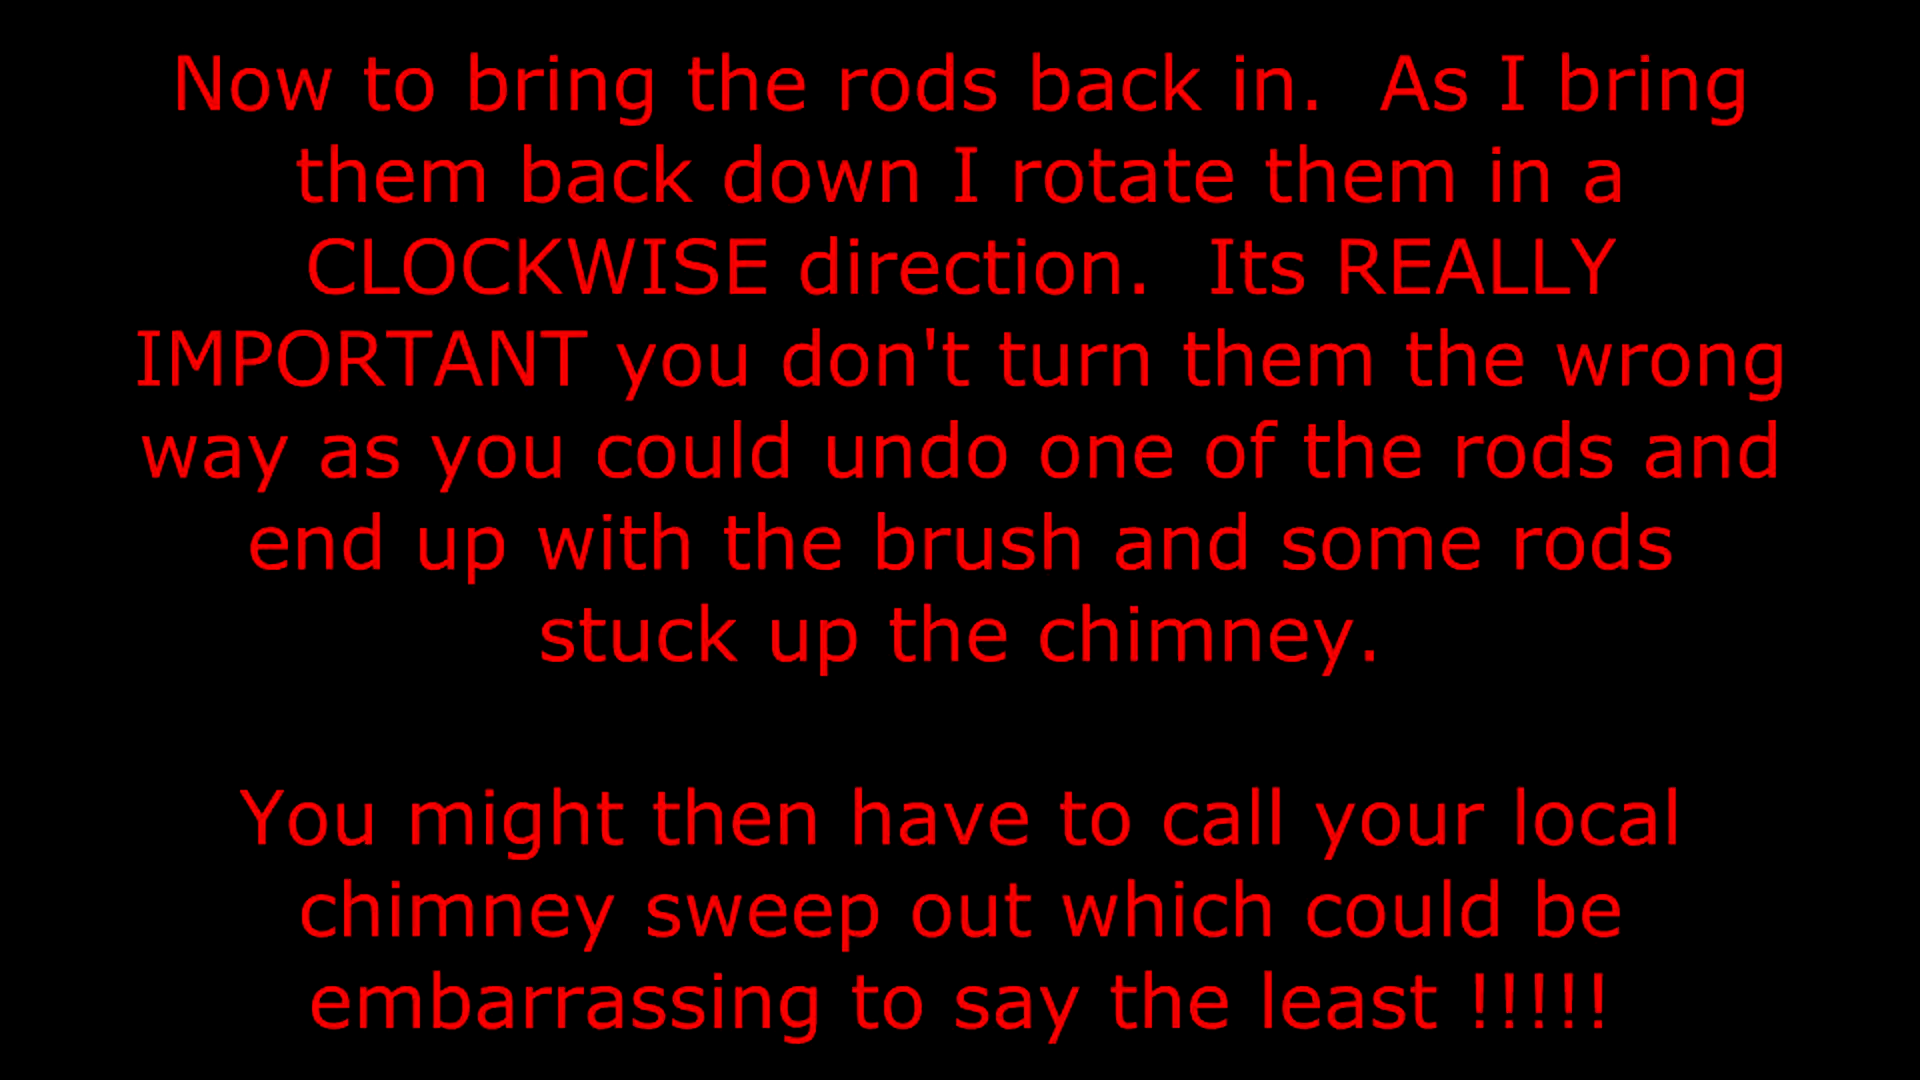 Now to bring the rods back in.  As I bring
them back down I rotate them in a
CLOCKWISE direction.  Its REALLY
IMPORTANT you don't turn them the wrong
way as you could undo one of the rods and
end up with the brush and some rods
stuck up the chimney.
You might then have to call your local
chimney sweep out which could be
embarrassing to say the least !!!!!